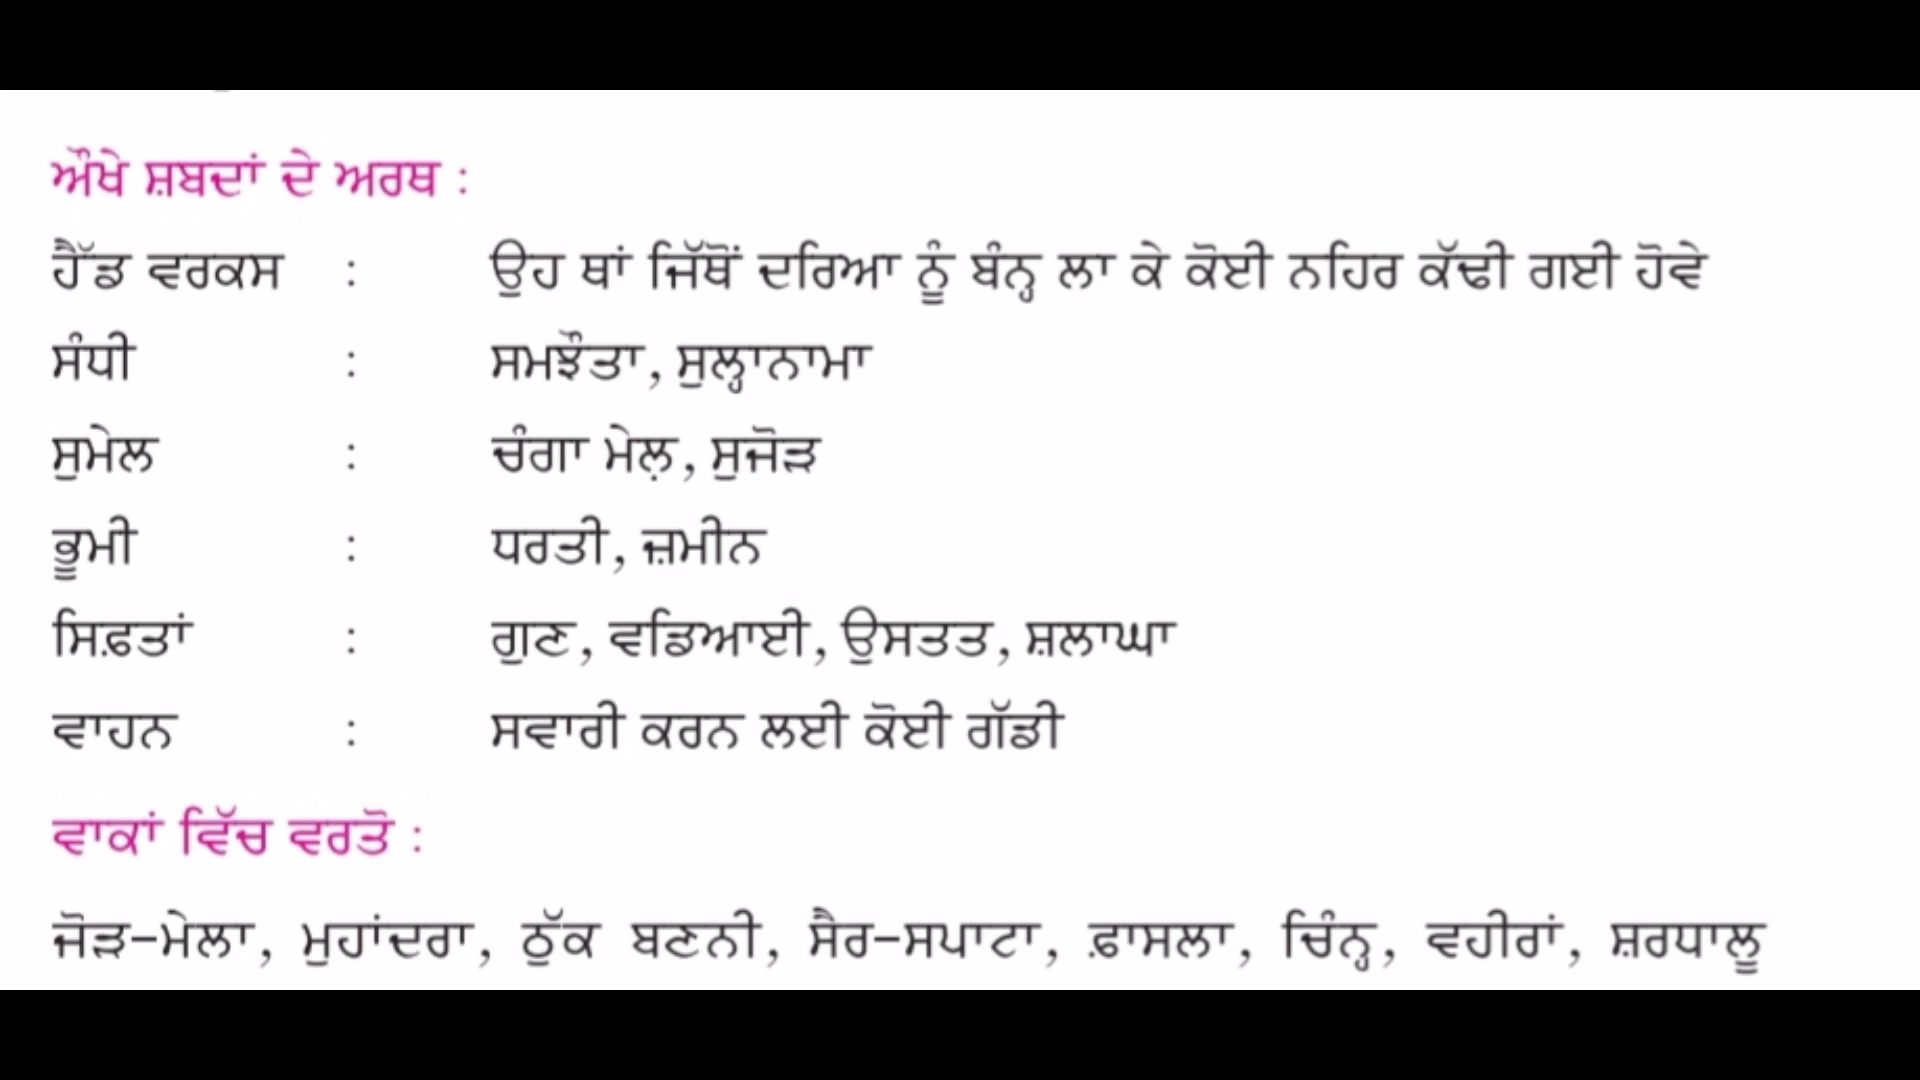 ਔਖੇ ਸ਼ਬਦਾਂ ਦੇ ਅਰਥ :
ਹੈੱਡ ਵਰਕਸ : ਉਹ ਥਾਂ ਜਿੱਥੋਂ ਦਰਿਆ ਨੂੰ ਬੰਨ੍ਹ ਲਾ ਕੇ ਕੋਈ ਨਹਿਰ ਕੱਢੀ ਗਈ ਹੋਵੇ
ਸੰਧੀ : ਸਮਝੌਤਾ, ਸੁਲ੍ਹਾਨਾਮਾ
ਸੁਮੇਲ : ਚੰਗਾ ਮੇਲ਼, ਸੁਜੋੜ
ਭੂਮੀ : ਧਰਤੀ, ਜ਼ਮੀਨ
ਸਿਫ਼ਤਾਂ : ਗੁਣ, ਵਡਿਆਈ, ਉਸਤਤ, ਸ਼ਲਾਘਾ
ਵਾਹਨ : ਸਵਾਰੀ ਕਰਨ ਲਈ ਕੋਈ ਗੱਡੀ
ਵਾਕਾਂ ਵਿੱਚ ਵਰਤੋ :
ਜੋੜ-ਮੇਲਾ, ਮੁਹਾਂਦਰਾ, ਠੁੱਕ ਬਣਨੀ, ਸੈਰ-ਸਪਾਟਾ, ਫ਼ਾਸਲਾ, ਚਿੰਨ੍ਹ, ਵਹੀਰਾਂ, ਸ਼ਰਧਾਲੂ